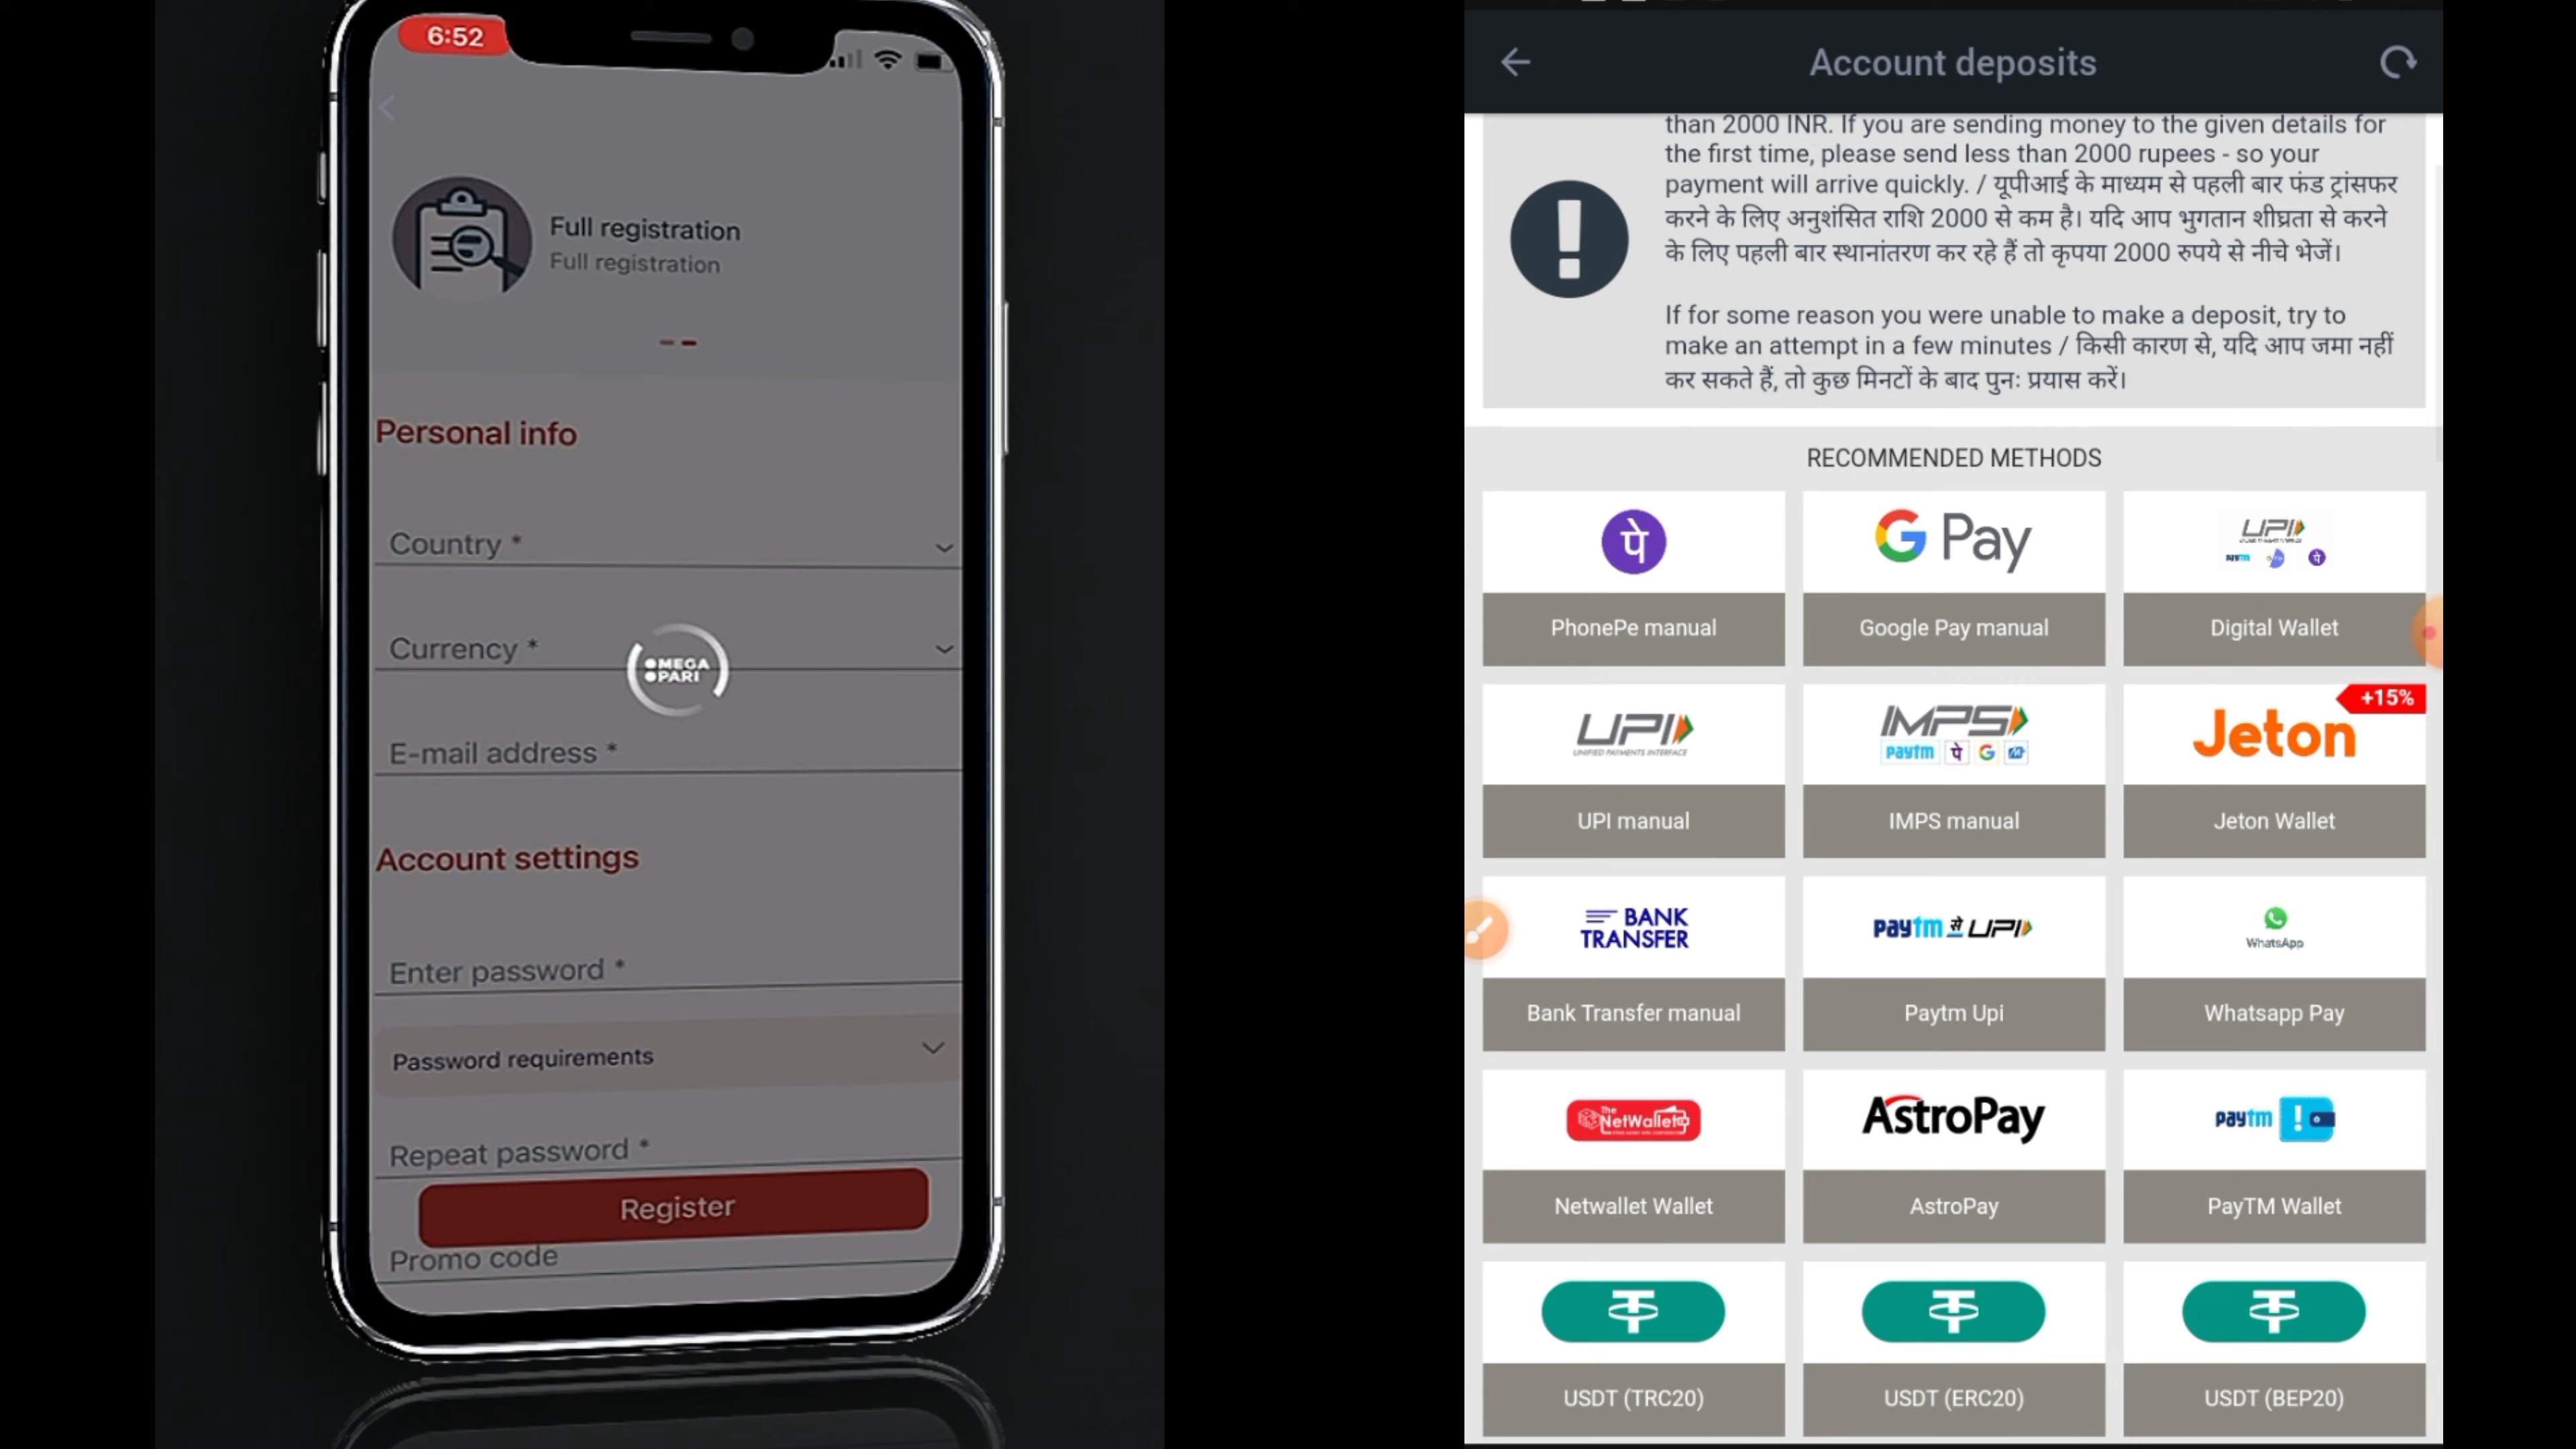 6:52
Full registration
Full registration
Personal info
Country *
Currency *
MEGA
PARI
E-mail address *
Account settings
Enter password *
Password requirements
Repeat password *
Register
Promo code
Account deposits
than 2000 INR. If you are sending money to the given details for
the first time, please send less than 2000 rupees - so your
payment will arrive quickly. / यूपीआई के माध्यम से पहली बार फंड ट्रांसफर
करने के लिए अनुशंसित राशि 2000 से कम है। यदि आप भुगतान शीघ्रता से करने
के लिए पहली बार स्थानांतरण कर रहे हैं तो कृपया 2000 रुपये से नीचे भेजें।
If for some reason you were unable to make a deposit, try to
make an attempt in a few minutes / किसी कारण से, यदि आप जमा नहीं
कर सकते हैं, तो कुछ मिनटों के बाद पुनः प्रयास करें।
RECOMMENDED METHODS
पे
G Pay
UPI
paytm पे
PhonePe manual
Google Pay manual
Digital Wallet
UPI
UNIFIED PAYMENTS INTERFACE
IMPS
paytm पे G
Jeton
+15%
UPI manual
IMPS manual
Jeton Wallet
BANK
TRANSFER
paytm से UPI
WhatsApp
Bank Transfer manual
Paytm Upi
Whatsapp Pay
The
NetWallet
AstroPay
paytm
Netwallet Wallet
AstroPay
PayTM Wallet
USDT (TRC20)
USDT (ERC20)
USDT (BEP20)